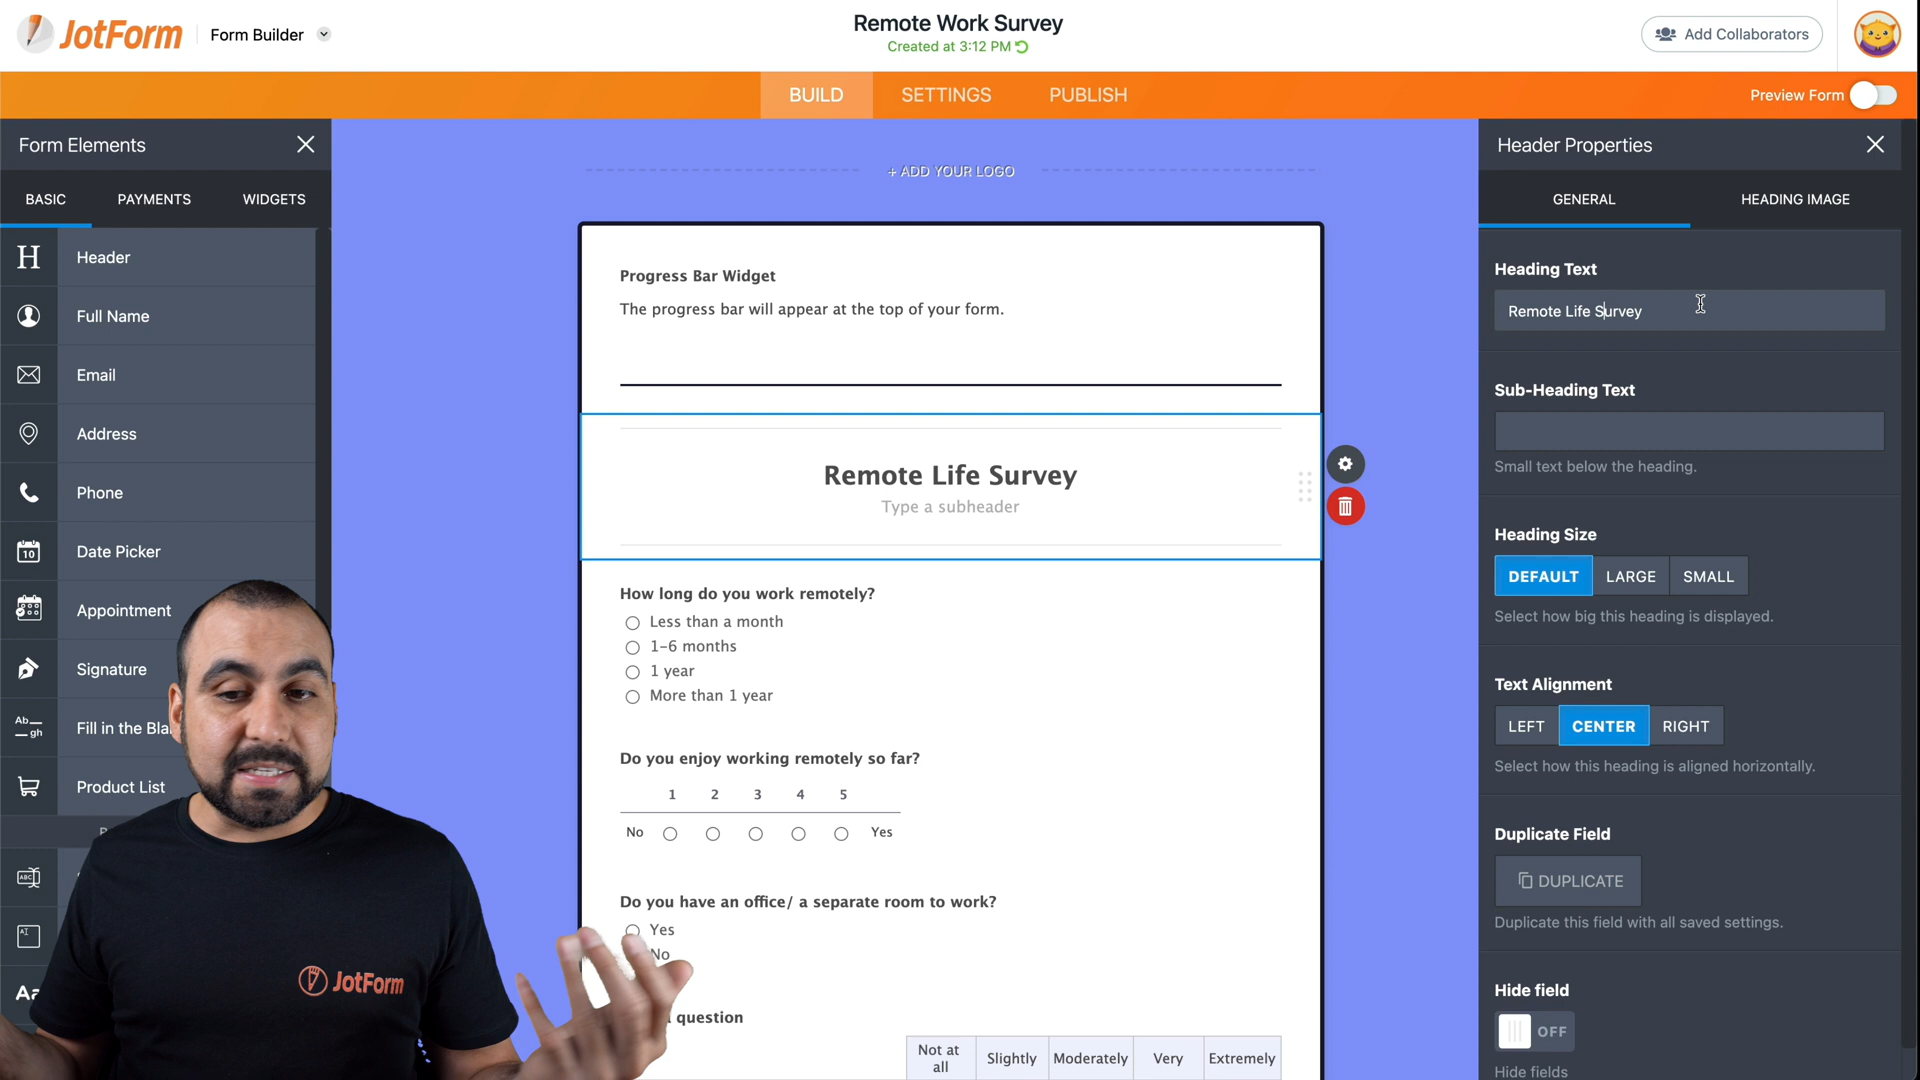 JotForm
Form Builder
Remote Work Survey
Created at 3:12 PM
Add Collaborators
BUILD
SETTINGS
PUBLISH
Preview Form
Form Elements
BASIC
PAYMENTS
WIDGETS
H
Header
Full Name
Email
Address
Phone
10
Date Picker
Appointment
Signature
Ab
gh
Fill in the Bla
Product List
ABC
AI
Aa
+ ADD YOUR LOGO
Progress Bar Widget
The progress bar will appear at the top of your form.
Remote Life Survey
Type a subheader
How long do you work remotely?
Less than a month
1-6 months
1 year
More than 1 year
Do you enjoy working remotely so far?
1 2 3 4 5
No
Yes
Do you have an office/ a separate room to work?
Yes
No
question
Not at all
Slightly
Moderately
Very
Extremely
Header Properties
GENERAL
HEADING IMAGE
Heading Text
Remote Life Survey
Sub-Heading Text
Small text below the heading.
Heading Size
DEFAULT
LARGE
SMALL
Select how big this heading is displayed.
Text Alignment
LEFT
CENTER
RIGHT
Select how this heading is aligned horizontally.
Duplicate Field
DUPLICATE
Duplicate this field with all saved settings.
Hide field
OFF
Hide fields
JotForm